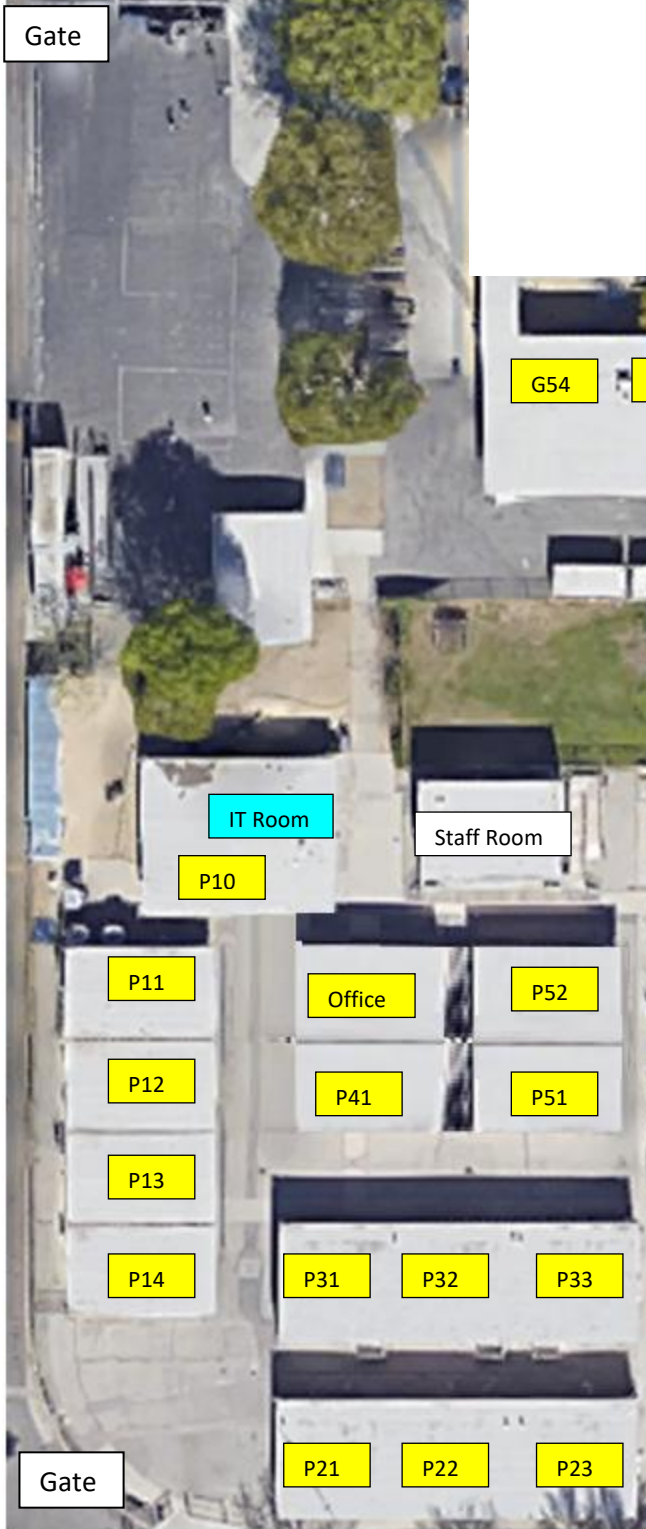 Gate
G54
IT Room
Staff Room
P10
P11
Office
P52
P12
P41
P51
P13
P14
P31
P32
P33
P21
P22
P23
Gate